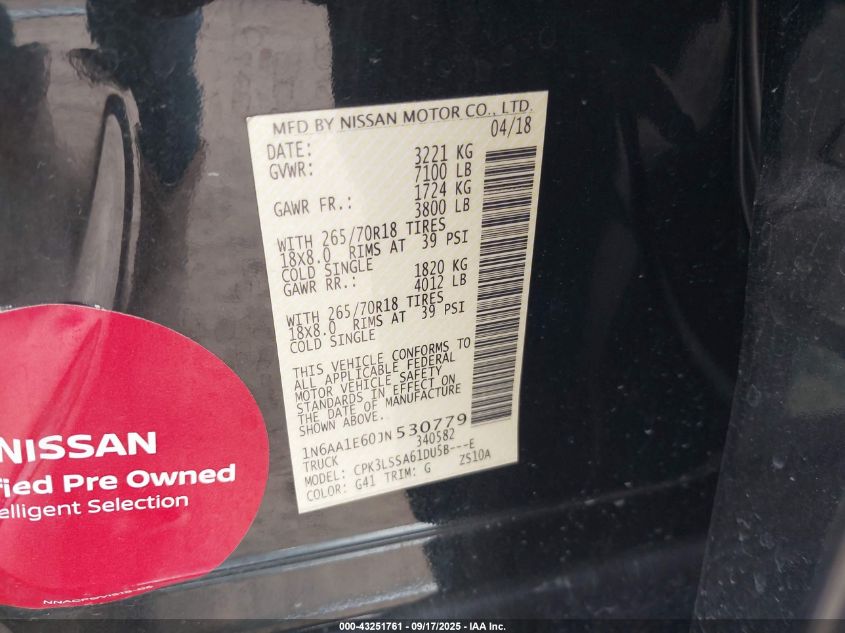 MFD BY NISSAN MOTOR CO., LTD.
DATE: 04/18
GVWR: 3221 KG
7100 LB
GAWR FR.: 1724 KG
3800 LB
WITH 265/70R18 TIRES
18X8.0 RIMS AT 39 PSI
COLD SINGLE
GAWR RR.: 1820 KG
4012 LB
WITH 265/70R18 TIRES
18X8.0 RIMS AT 39 PSI
COLD SINGLE
THIS VEHICLE CONFORMS TO
ALL APPLICABLE FEDERAL
MOTOR VEHICLE SAFETY
STANDARDS IN EFFECT ON
THE DATE OF MANUFACTURE
SHOWN ABOVE.
1N6AA1E60JN530779
TRUCK 340582
MODEL: CPK3LSSA61DU5B---E
COLOR: G41 TRIM: G ZS10A
NISSAN
fied Pre Owned
elligent Selection
000-43251761 - 09/17/2025 - IAA Inc.